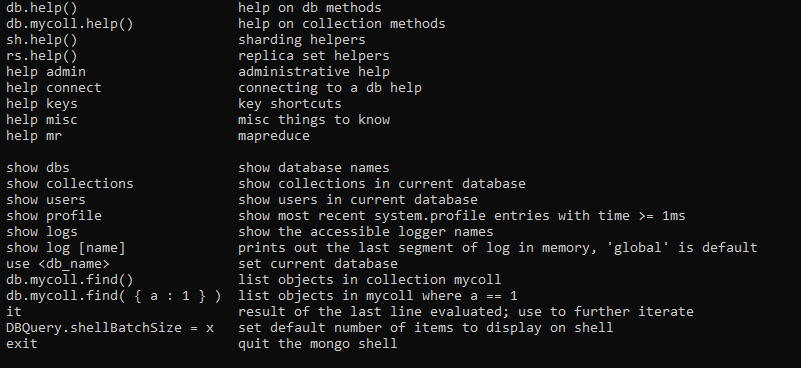 db.help() help on db methods
db.mycoll.help() help on collection methods
sh.help() sharding helpers
rs.help() replica set helpers
help admin administrative help
help connect connecting to a db help
help keys key shortcuts
help misc misc things to know
help mr mapreduce
show dbs show database names
show collections show collections in current database
show users show users in current database
show profile show most recent system.profile entries with time >= 1ms
show logs show the accessible logger names
show log [name] prints out the last segment of log in memory, 'global' is default
use <db_name> set current database
db.mycoll.find() list objects in collection mycoll
db.mycoll.find( { a : 1 } ) list objects in mycoll where a == 1
it result of the last line evaluated; use to further iterate
DBQuery.shellBatchSize = x set default number of items to display on shell
exit quit the mongo shell